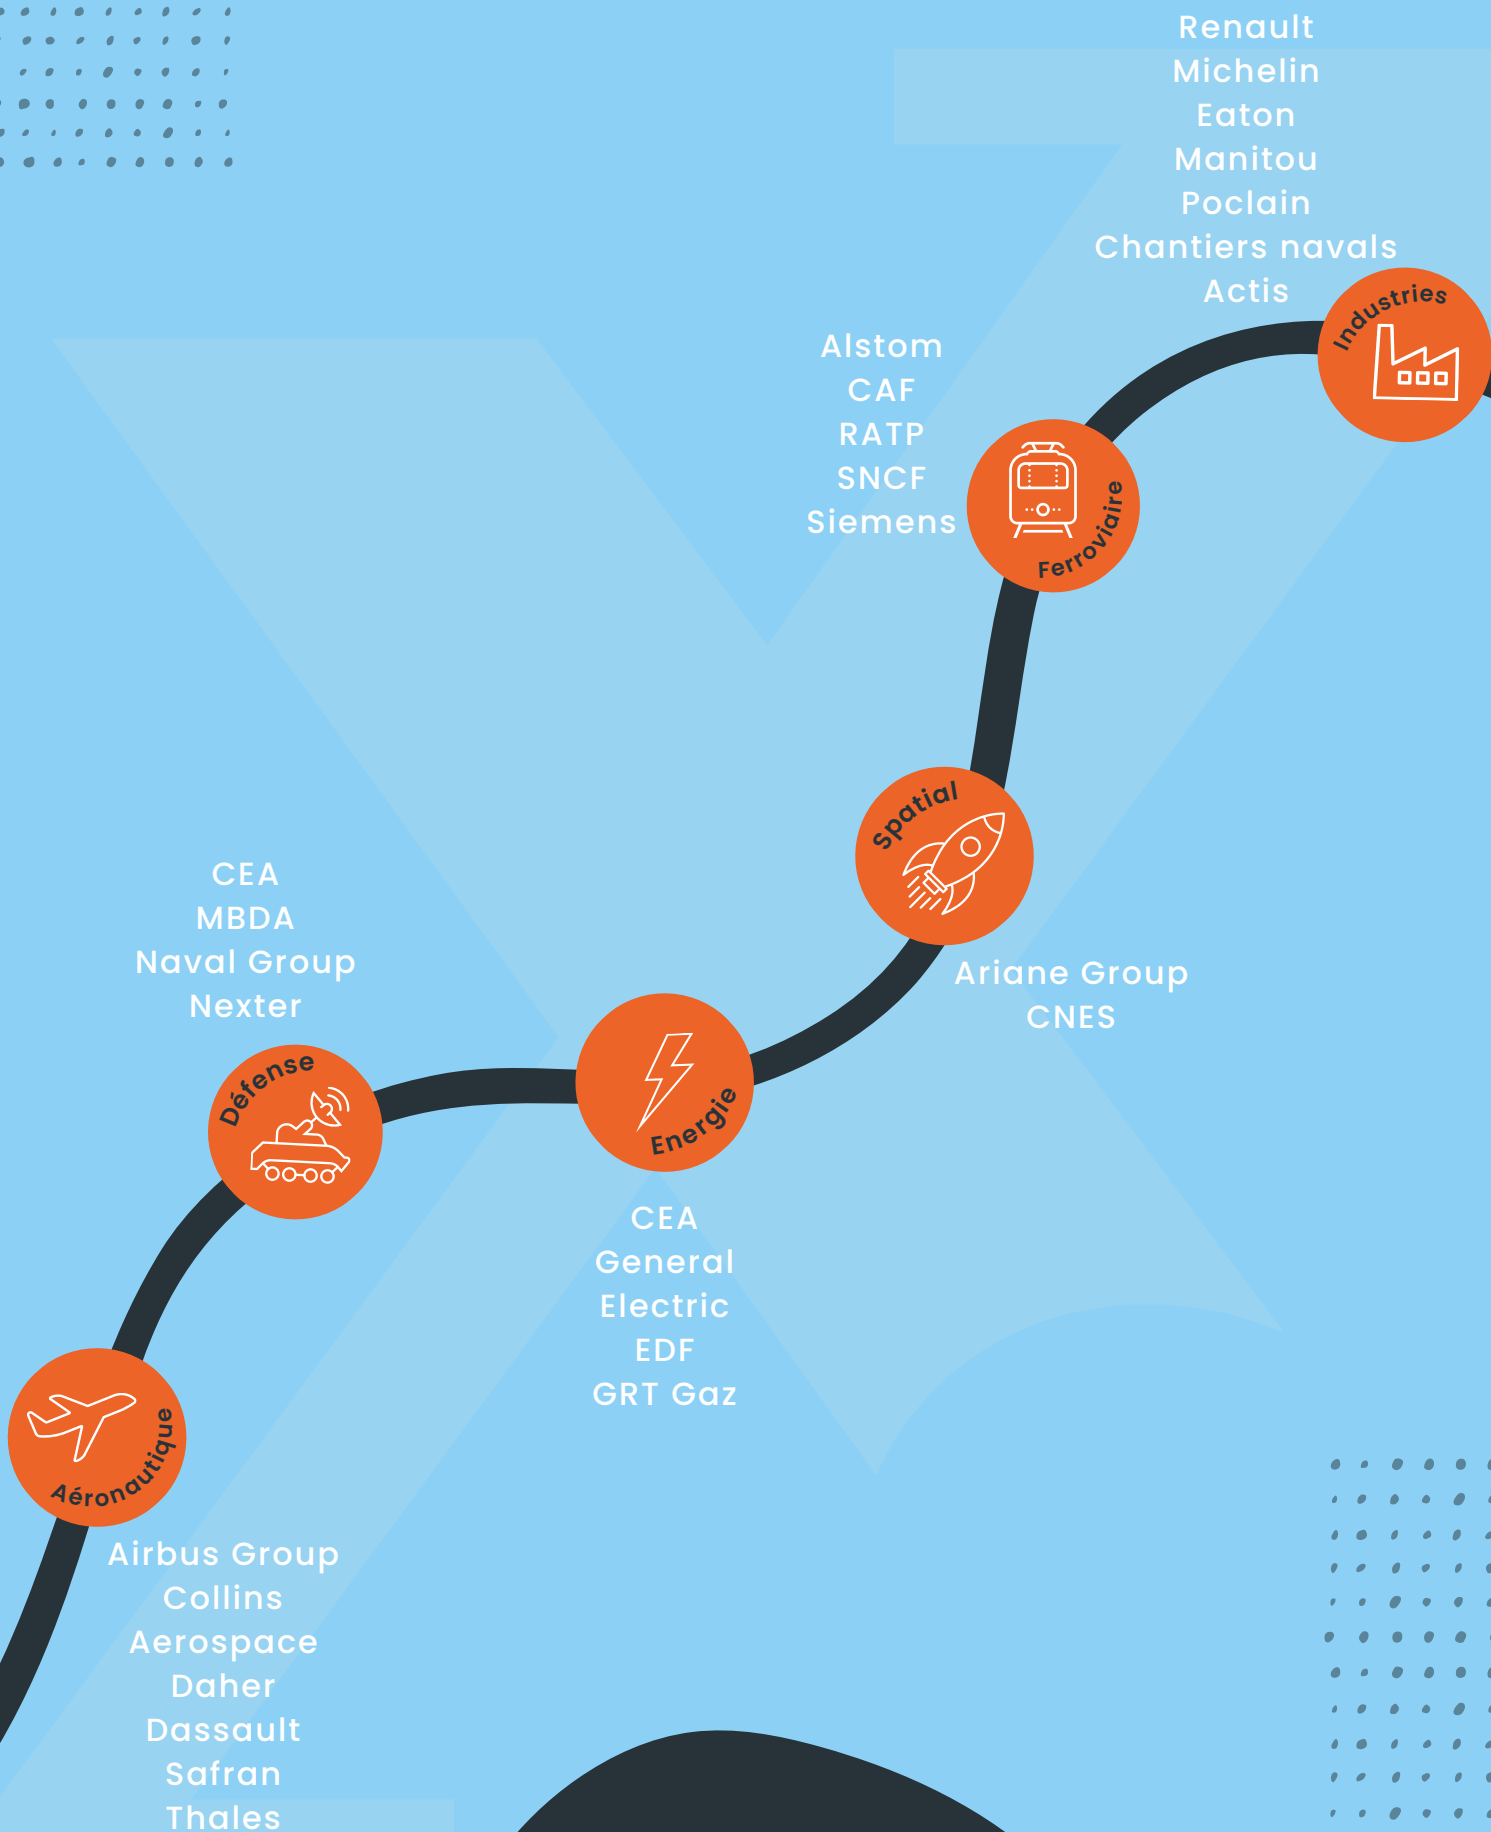 Renault
Michelin
Eaton
Manitou
Poclain
Chantiers navals
Actis
Industries
Alstom
CAF
RATP
SNCF
Siemens
Ferroviaire
Spatial
Ariane Group
CNES
CEA
MBDA
Naval Group
Nexter
Défense
Energie
CEA
General
Electric
EDF
GRT Gaz
Aéronautique
Airbus Group
Collins
Aerospace
Daher
Dassault
Safran
Thales